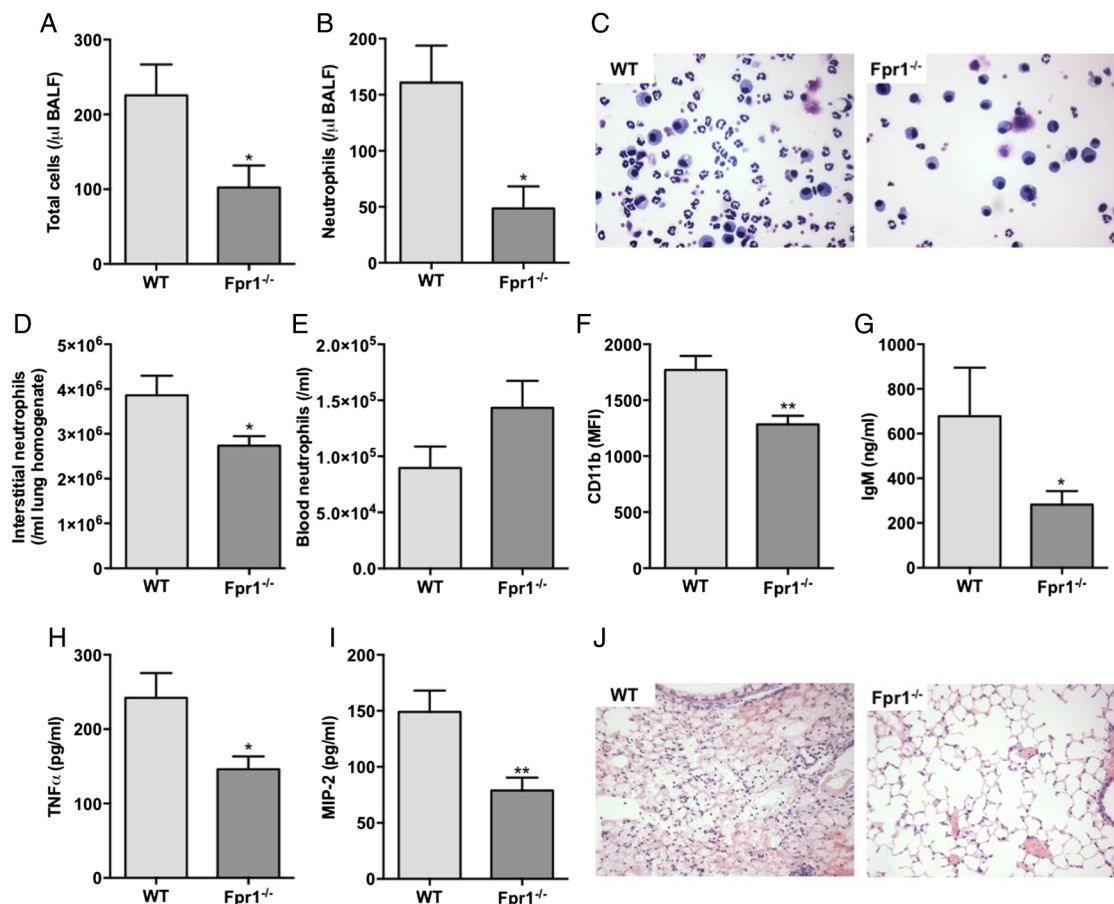 A
Total cells (/µl BALF)
300
200
100
0
WT
Fpr1-/-
*
B
Neutrophils (/µl BALF)
200
150
100
50
0
WT
Fpr1-/-
*
C
WT
Fpr1-/-
D
Interstitial neutrophils
(/ml lung homogenate)
5×10⁶
4×10⁶
3×10⁶
2×10⁶
1×10⁶
0
WT
Fpr1-/-
*
E
Blood neutrophils (/ml)
2.0×10⁵
1.5×10⁵
1.0×10⁵
5.0×10⁴
0.0
WT
Fpr1-/-
F
CD11b (MFI)
2000
1500
1000
500
0
WT
Fpr1-/-
**
G
IgM (ng/ml)
1000
800
600
400
200
0
WT
Fpr1-/-
*
H
TNF-α (pg/ml)
300
200
100
0
WT
Fpr1-/-
*
I
MIP-2 (pg/ml)
200
150
100
50
0
WT
Fpr1-/-
**
J
WT
Fpr1-/-